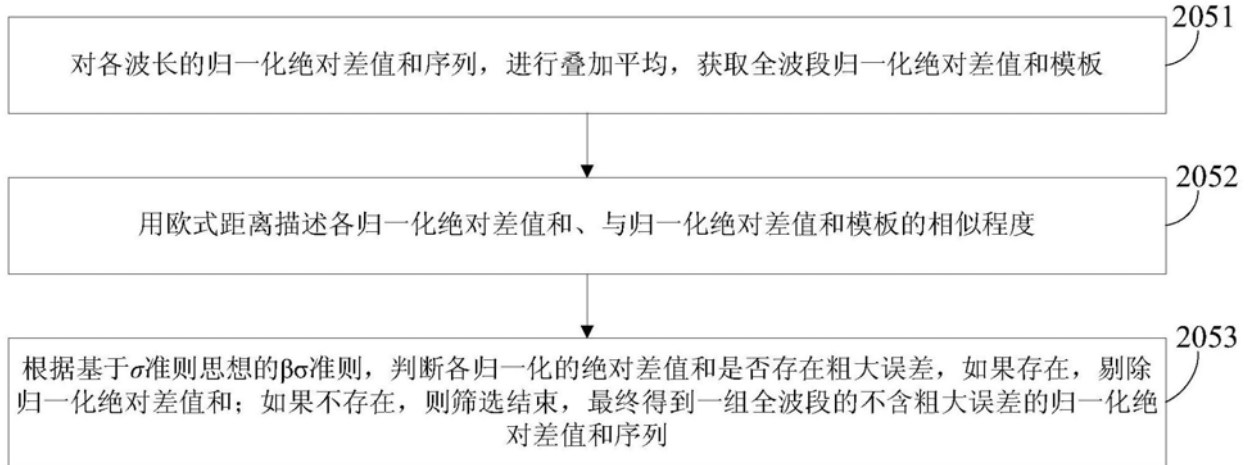 2051
对各波长的归一化绝对差值和序列，进行叠加平均，获取全波段归一化绝对差值和模板
2052
用欧式距离描述各归一化绝对差值和、与归一化绝对差值和模板的相似程度
2053
根据基于σ准则思想的βσ准则，判断各归一化的绝对差值和是否存在粗大误差，如果存在，剔除
归一化绝对差值和；如果不存在，则筛选结束，最终得到一组全波段的不含粗大误差的归一化绝
对差值和序列